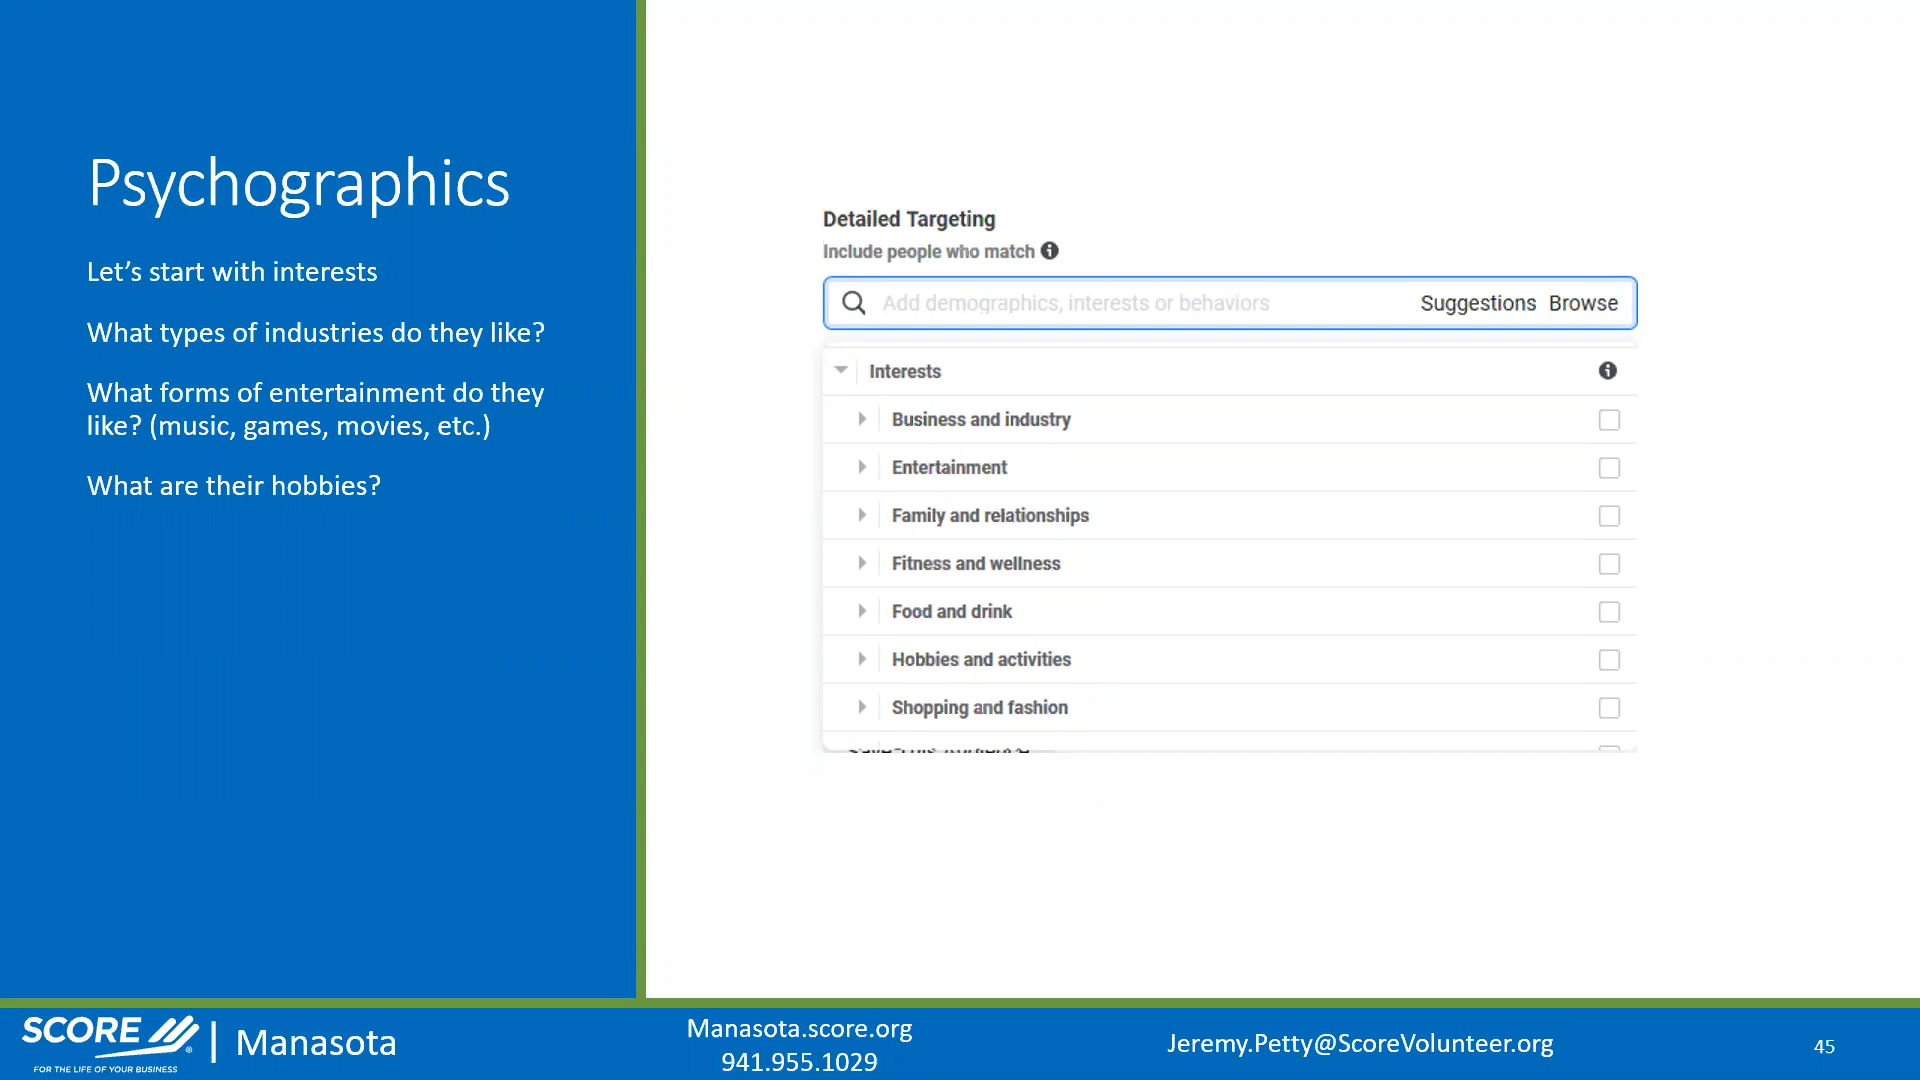 Psychographics
Let’s start with interests
What types of industries do they like?
What forms of entertainment do they
like? (music, games, movies, etc.)
What are their hobbies?
Detailed Targeting
Include people who match
Add demographics, interests or behaviors Suggestions Browse
Interests
Business and industry
Entertainment
Family and relationships
Fitness and wellness
Food and drink
Hobbies and activities
Shopping and fashion
SCORE ® | Manasota
FOR THE LIFE OF YOUR BUSINESS
Manasota.score.org
941.955.1029
Jeremy.Petty@ScoreVolunteer.org
45